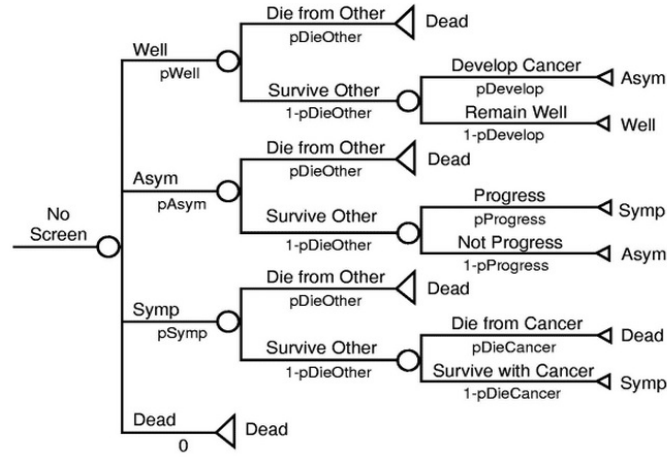 Die from Other
Dead
pDieOther
Well
pWell
Develop Cancer
Asym
pDevelop
Survive Other
1-pDieOther
Remain Well
Well
1-pDevelop
Die from Other
Dead
pDieOther
Asym
pAsym
Progress
Symp
pProgress
Survive Other
1-pDieOther
Not Progress
Asym
1-pProgress
No
Screen
Die from Other
Dead
pDieOther
Symp
pSymp
Die from Cancer
Dead
pDieCancer
Survive Other
1-pDieOther
Survive with Cancer
Symp
1-pDieCancer
Dead
0
Dead